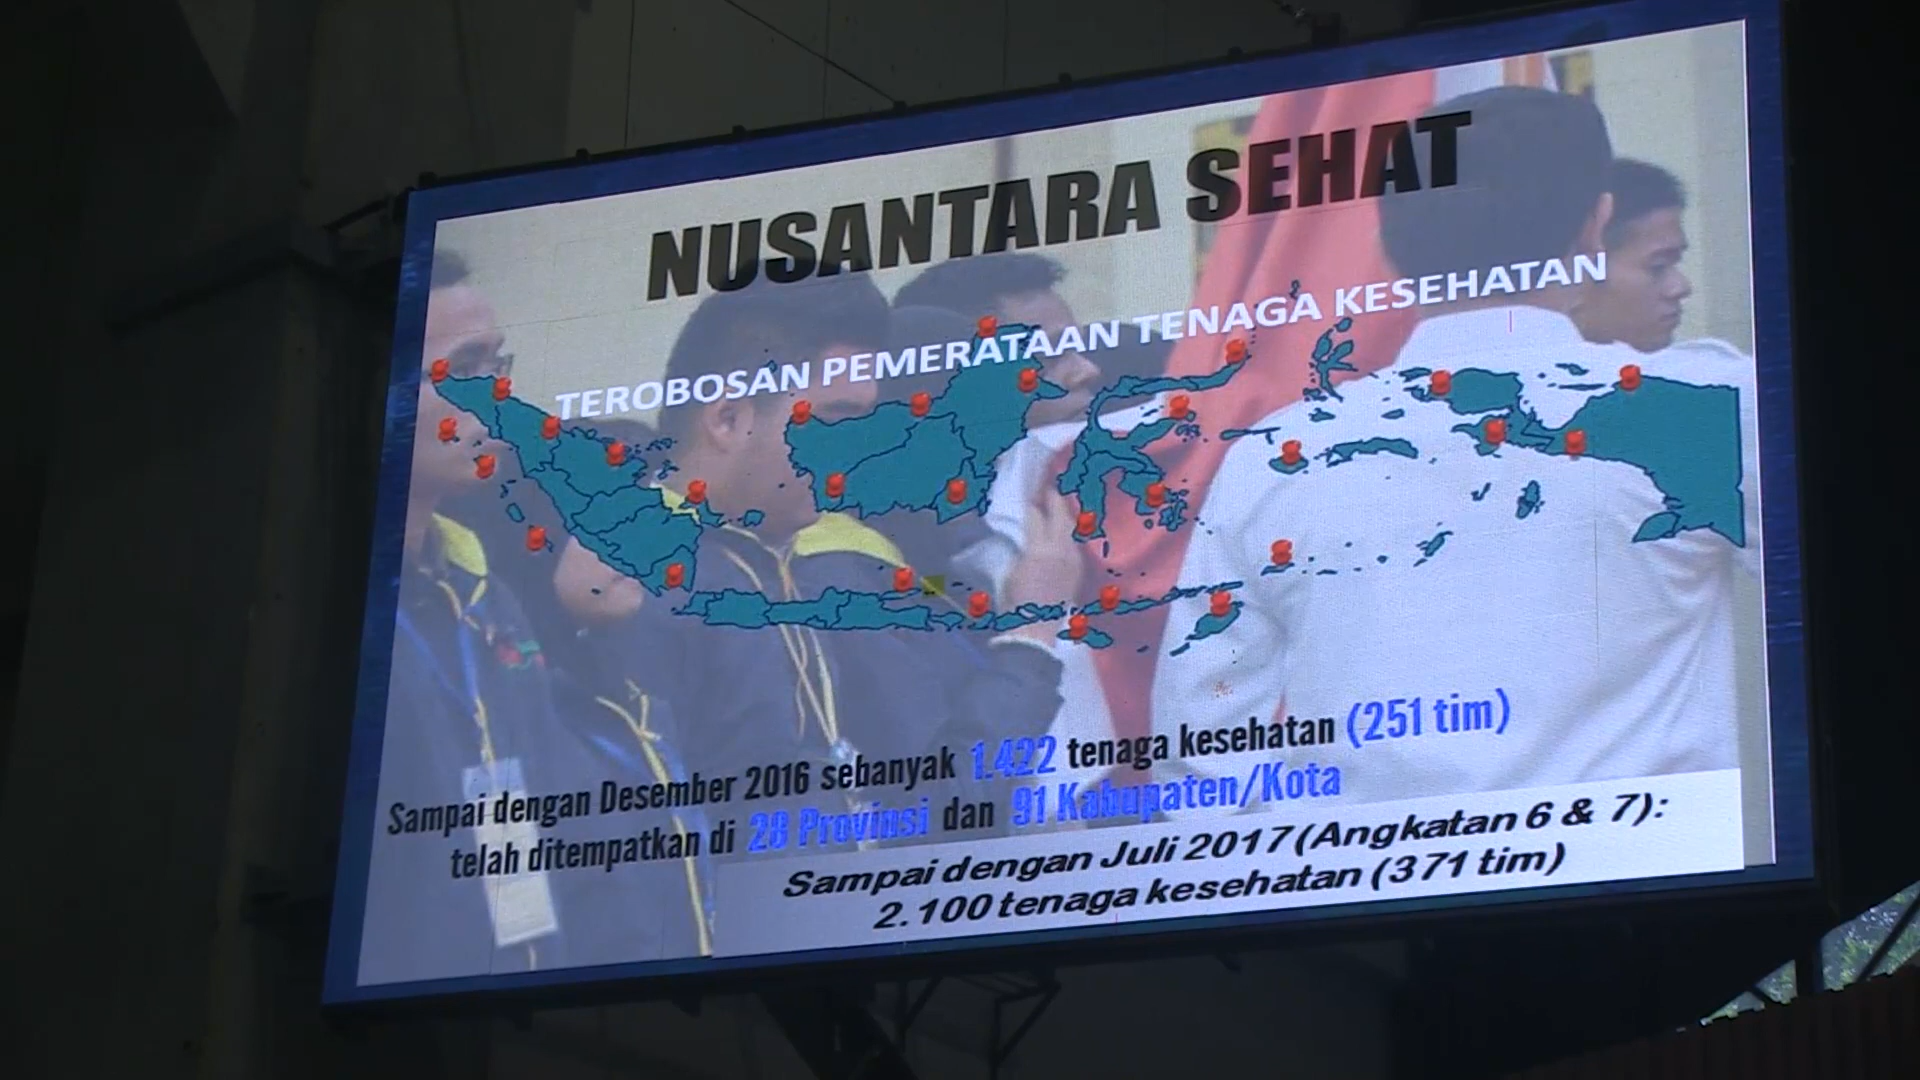 NUSANTARA SEHAT
TEROBOSAN PEMERATAAN TENAGA KESEHATAN
Sampai dengan Desember 2016 sebanyak 1.422 tenaga kesehatan (251 tim)
telah ditempatkan di 28 Provinsi dan 91 Kabupaten/Kota
Sampai dengan Juli 2017 (Angkatan 6 & 7):
2.100 tenaga kesehatan (371 tim)